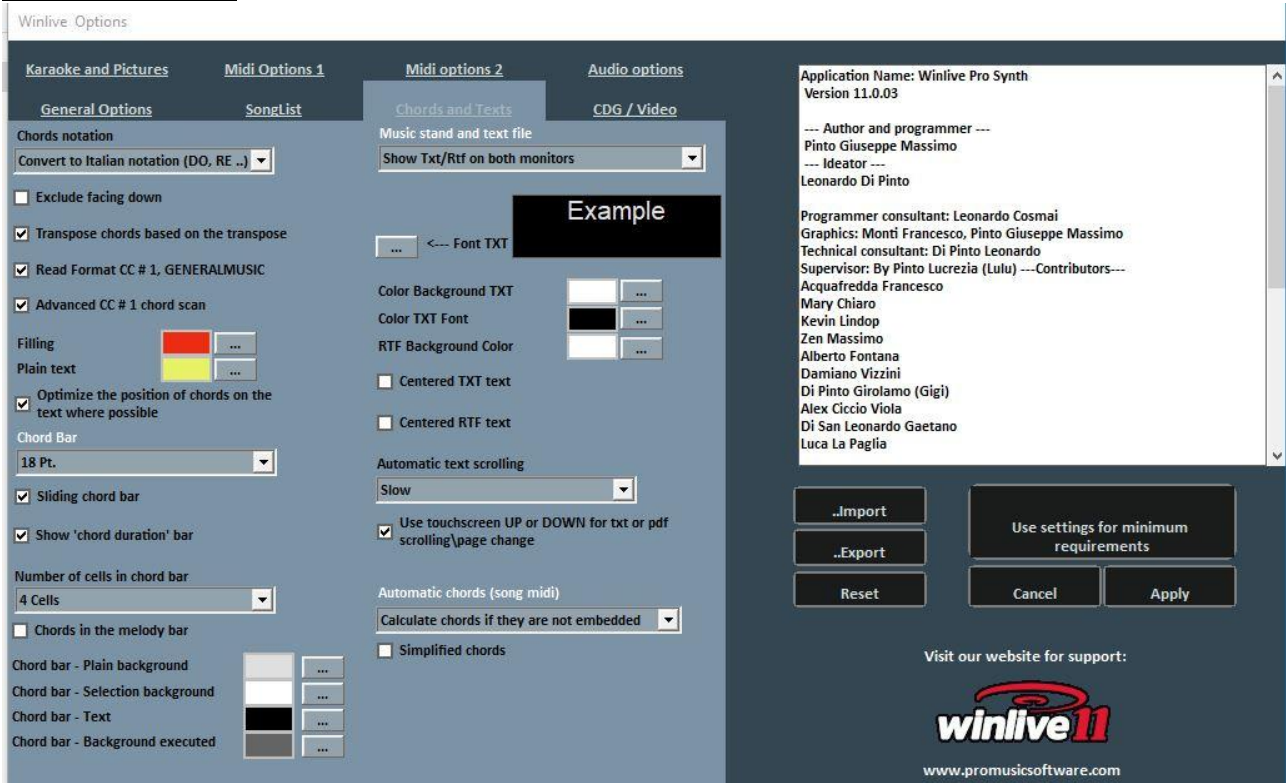 Winlive Options
Karaoke and Pictures
Midi Options 1
Midi options 2
Audio options
General Options
SongList
Chords and Texts
CDG / Video
Chords notation
Convert to Italian notation (DO, RE ..)
Exclude facing down
Transpose chords based on the transpose
Read Format CC # 1, GENERALMUSIC
Advanced CC # 1 chord scan
Filling
...
Plain text
...
Optimize the position of chords on the
text where possible
Chord Bar
18 Pt.
Sliding chord bar
Show 'chord duration' bar
Number of cells in chord bar
4 Cells
Chords in the melody bar
Chord bar - Plain background
...
Chord bar - Selection background
...
Chord bar - Text
...
Chord bar - Background executed
...
Music stand and text file
Show Txt/Rtf on both monitors
Example
...
<--- Font TXT
Color Background TXT
...
Color TXT Font
...
RTF Background Color
...
Centered TXT text
Centered RTF text
Automatic text scrolling
Slow
Use touchscreen UP or DOWN for txt or pdf
scrolling\page change
Automatic chords (song midi)
Calculate chords if they are not embedded
Simplified chords
Application Name: Winlive Pro Synth
Version 11.0.03
--- Author and programmer ---
Pinto Giuseppe Massimo
--- Ideator ---
Leonardo Di Pinto
Programmer consultant: Leonardo Cosmai
Graphics: Monti Francesco, Pinto Giuseppe Massimo
Technical consultant: Di Pinto Leonardo
Supervisor: By Pinto Lucrezia (Lulu) ---Contributors---
Acquafredda Francesco
Mary Chiaro
Kevin Lindop
Zen Massimo
Alberto Fontana
Damiano Vizzini
Di Pinto Girolamo (Gigi)
Alex Ciccio Viola
Di San Leonardo Gaetano
Luca La Paglia
..Import
..Export
Reset
Use settings for minimum
requirements
Cancel
Apply
Visit our website for support:
winlive 11
www.promusicsoftware.com